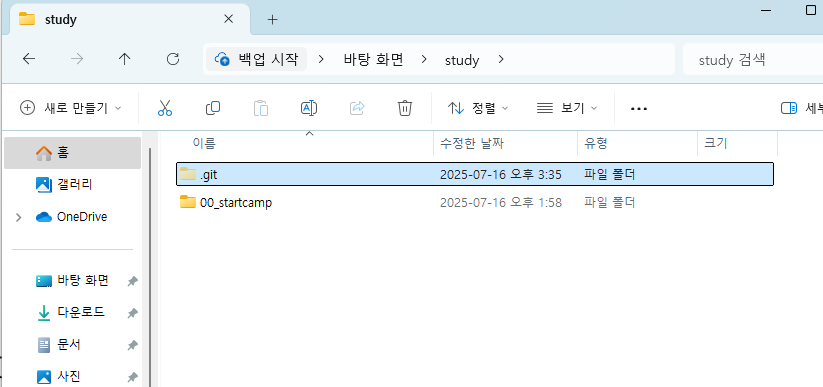 study
백업 시작 바탕 화면 study study 검색
새로 만들기 정렬 보기 세부
이름 수정한 날짜 유형 크기
홈
갤러리
OneDrive
바탕 화면
다운로드
문서
사진
.git 2025-07-16 오후 3:35 파일 폴더
00_startcamp 2025-07-16 오후 1:58 파일 폴더